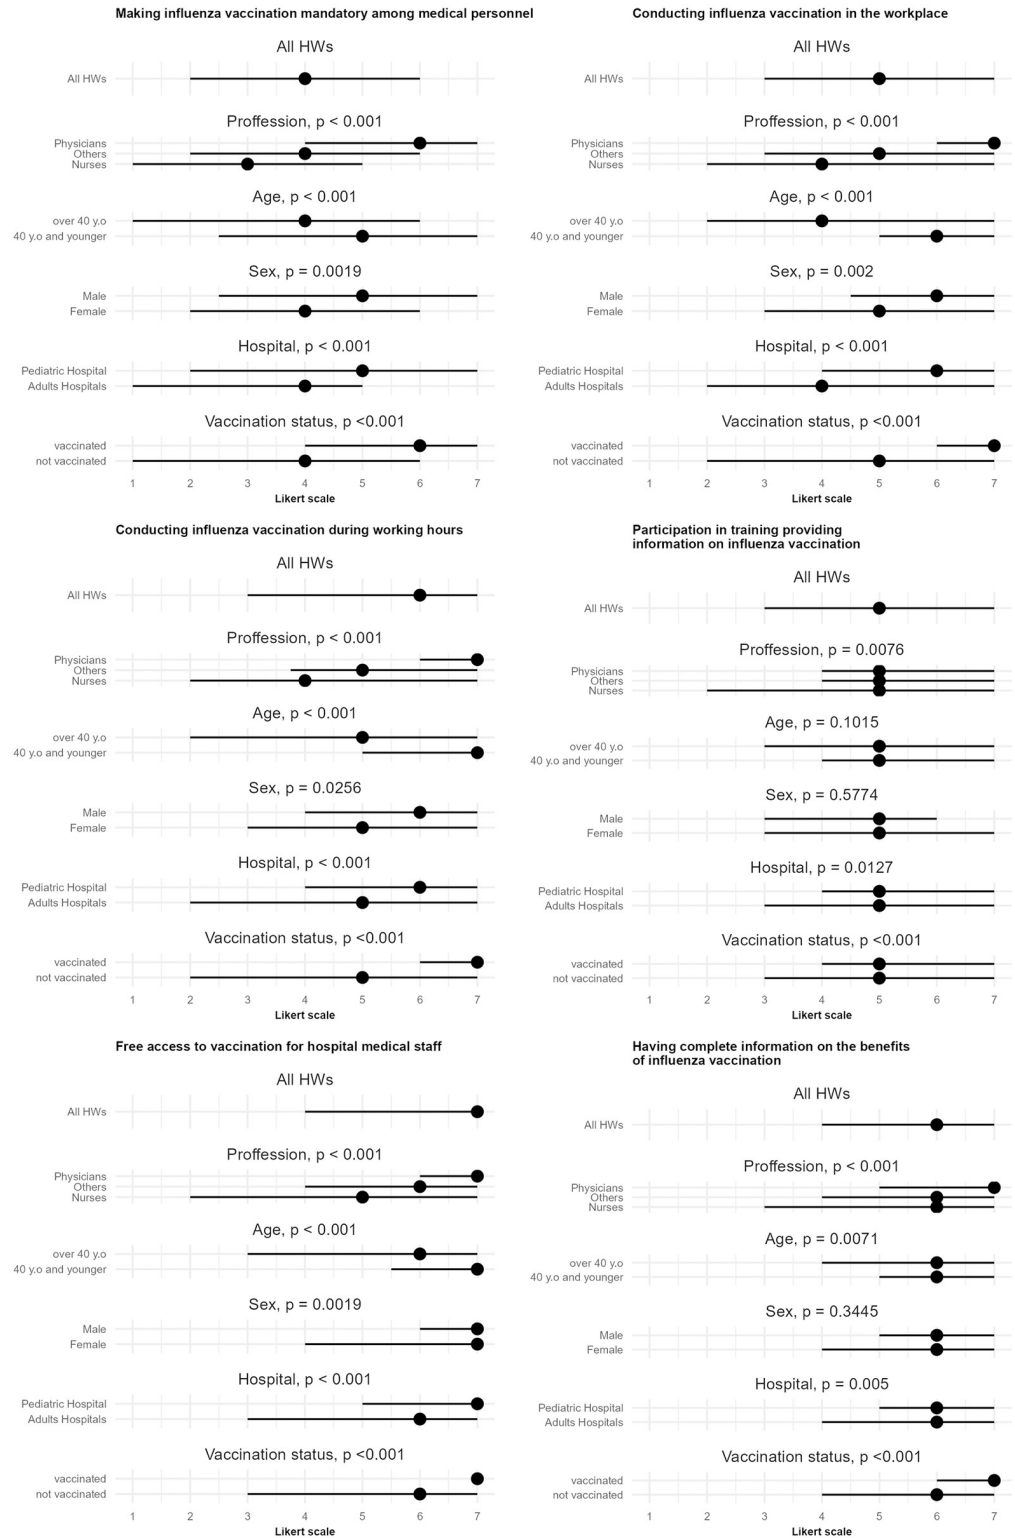 Making influenza vaccination mandatory among medical personnel
All HWs
All HWs
Proffession, p < 0.001
Physicians
Others
Nurses
Age, p < 0.001
over 40 y.o
40 y.o and younger
Sex, p = 0.0019
Male
Female
Hospital, p < 0.001
Pediatric Hospital
Adults Hospitals
Vaccination status, p <0.001
vaccinated
not vaccinated
1 2 3 4 5 6 7
Likert scale
Conducting influenza vaccination in the workplace
All HWs
All HWs
Proffession, p < 0.001
Physicians
Others
Nurses
Age, p < 0.001
over 40 y.o
40 y.o and younger
Sex, p = 0.002
Male
Female
Hospital, p < 0.001
Pediatric Hospital
Adults Hospitals
Vaccination status, p <0.001
vaccinated
not vaccinated
1 2 3 4 5 6 7
Likert scale
Conducting influenza vaccination during working hours
All HWs
All HWs
Proffession, p < 0.001
Physicians
Others
Nurses
Age, p < 0.001
over 40 y.o
40 y.o and younger
Sex, p = 0.0256
Male
Female
Hospital, p < 0.001
Pediatric Hospital
Adults Hospitals
Vaccination status, p <0.001
vaccinated
not vaccinated
1 2 3 4 5 6 7
Likert scale
Participation in training providing
information on influenza vaccination
All HWs
All HWs
Proffession, p = 0.0076
Physicians
Others
Nurses
Age, p = 0.1015
over 40 y.o
40 y.o and younger
Sex, p = 0.5774
Male
Female
Hospital, p = 0.0127
Pediatric Hospital
Adults Hospitals
Vaccination status, p <0.001
vaccinated
not vaccinated
1 2 3 4 5 6 7
Likert scale
Free access to vaccination for hospital medical staff
All HWs
All HWs
Proffession, p < 0.001
Physicians
Others
Nurses
Age, p < 0.001
over 40 y.o
40 y.o and younger
Sex, p = 0.0019
Male
Female
Hospital, p < 0.001
Pediatric Hospital
Adults Hospitals
Vaccination status, p <0.001
vaccinated
not vaccinated
1 2 3 4 5 6 7
Likert scale
Having complete information on the benefits
of influenza vaccination
All HWs
All HWs
Proffession, p < 0.001
Physicians
Others
Nurses
Age, p = 0.0071
over 40 y.o
40 y.o and younger
Sex, p = 0.3445
Male
Female
Hospital, p = 0.005
Pediatric Hospital
Adults Hospitals
Vaccination status, p <0.001
vaccinated
not vaccinated
1 2 3 4 5 6 7
Likert scale